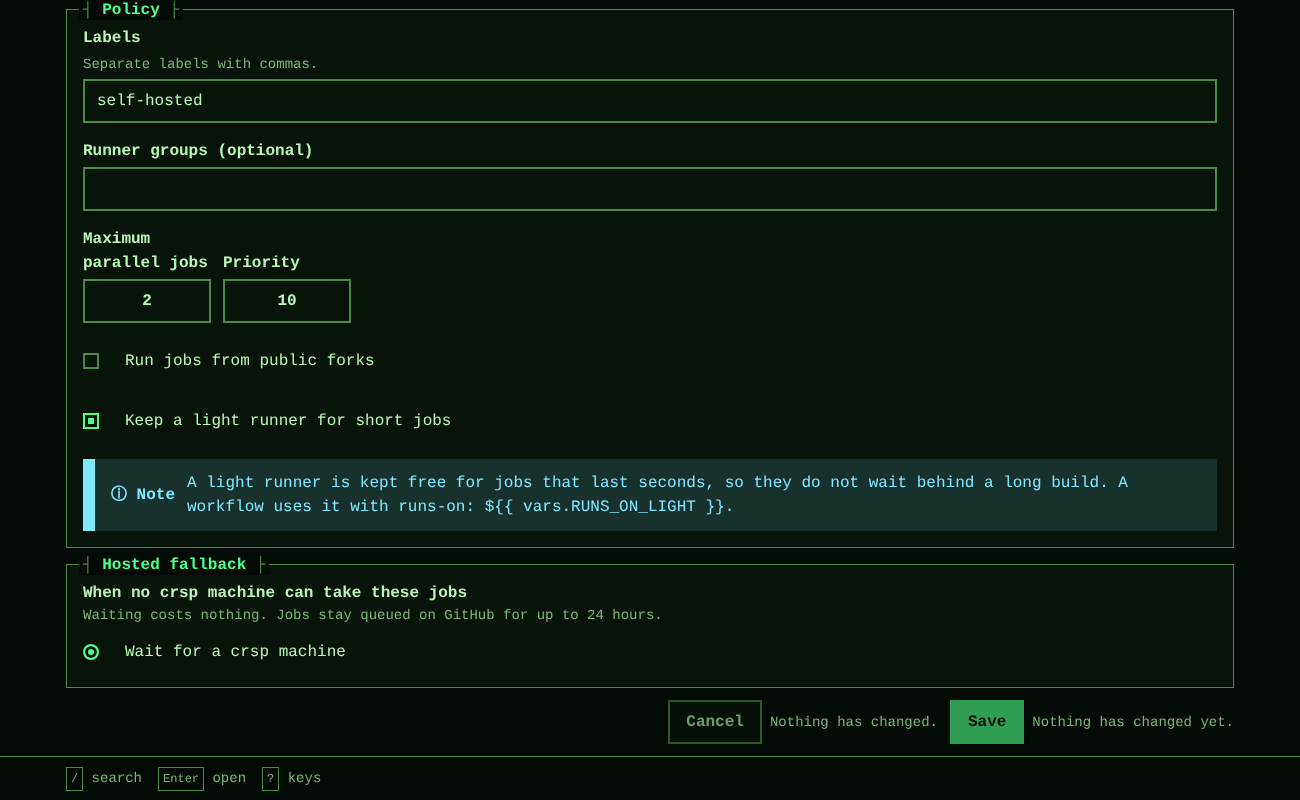 Policy
Labels
Separate labels with commas.
self-hosted
Runner groups (optional)
Maximum
parallel jobs Priority
2 10
Run jobs from public forks
Keep a light runner for short jobs
ⓘ Note A light runner is kept free for jobs that last seconds, so they do not wait behind a long build. A
workflow uses it with runs-on: ${{ vars.RUNS_ON_LIGHT }}.
Hosted fallback
When no crsp machine can take these jobs
Waiting costs nothing. Jobs stay queued on GitHub for up to 24 hours.
Wait for a crsp machine
Cancel Nothing has changed. Save Nothing has changed yet.
/ search Enter open ? keys